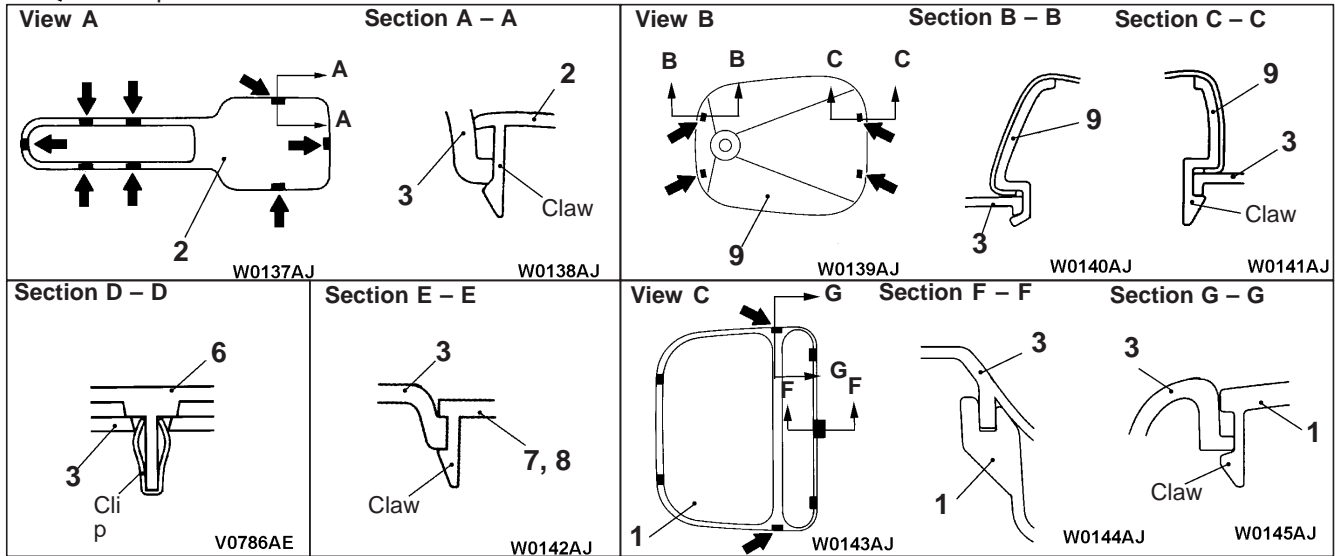 View A
Section A – A
A
A
2
3
Claw
2
W0137AJ
W0138AJ
View B
Section B – B
Section C – C
B
B
C
C
9
9
3
9
3
Claw
W0139AJ
W0140AJ
W0141AJ
Section D – D
6
3
Cli
p
V0786AE
Section E – E
3
7, 8
Claw
W0142AJ
View C
Section F – F
Section G – G
G
G
F
F
1
W0143AJ
3
1
W0144AJ
3
1
Claw
W0145AJ